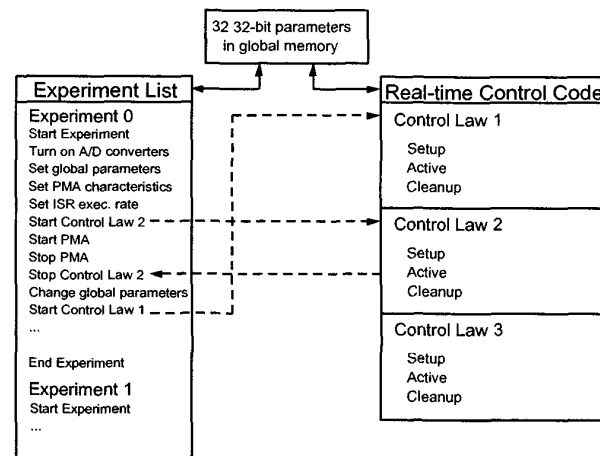 32 32-bit parameters
in global memory
Experiment List
Experiment 0
Start Experiment
Turn on A/D converters
Set global parameters
Set PMA characteristics
Set ISR exec. rate
Start Control Law 2
Start PMA
Stop PMA
Stop Control Law 2
Change global parameters
Start Control Law 1
...
End Experiment
Experiment 1
Start Experiment
...
Real-time Control Code
Control Law 1
Setup
Active
Cleanup
Control Law 2
Setup
Active
Cleanup
Control Law 3
Setup
Active
Cleanup